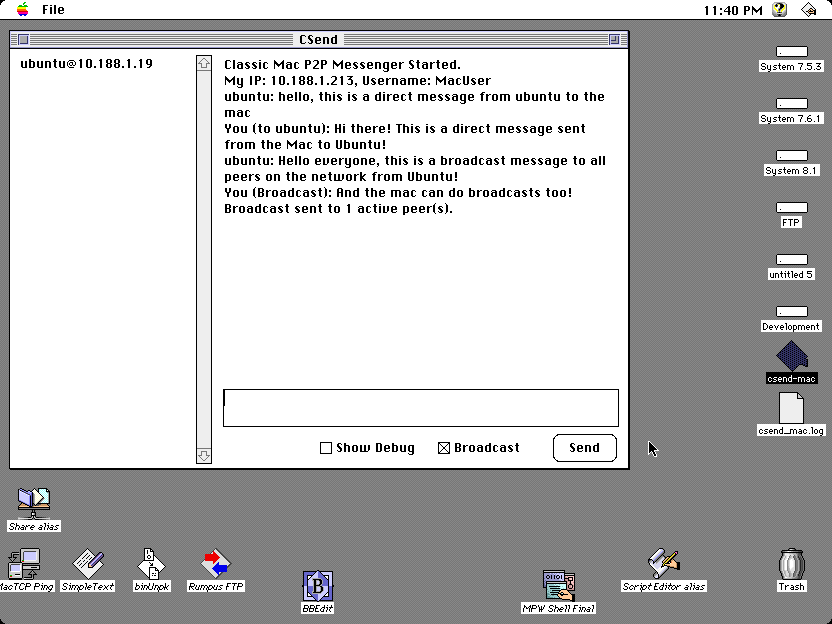 File
11:40 PM
CSend
ubuntu@10.188.1.19
Classic Mac P2P Messenger Started.
My IP: 10.188.1.213, Username: MacUser
ubuntu: hello, this is a direct message from ubuntu to the
mac
You (to ubuntu): Hi there! This is a direct message sent
from the Mac to Ubuntu!
ubuntu: Hello everyone, this is a broadcast message to all
peers on the network from Ubuntu!
You (Broadcast): And the mac can do broadcasts too!
Broadcast sent to 1 active peer(s).
Show Debug
Broadcast
Send
System 7.5.3
System 7.6.1
System 8.1
FTP
untitled 5
Development
csend-mac
csend_mac.log
Share alias
MacTCP Ping
SimpleText
binUnpk
Rumpus FTP
BBEdit
MPW Shell Final
Script Editor alias
Trash